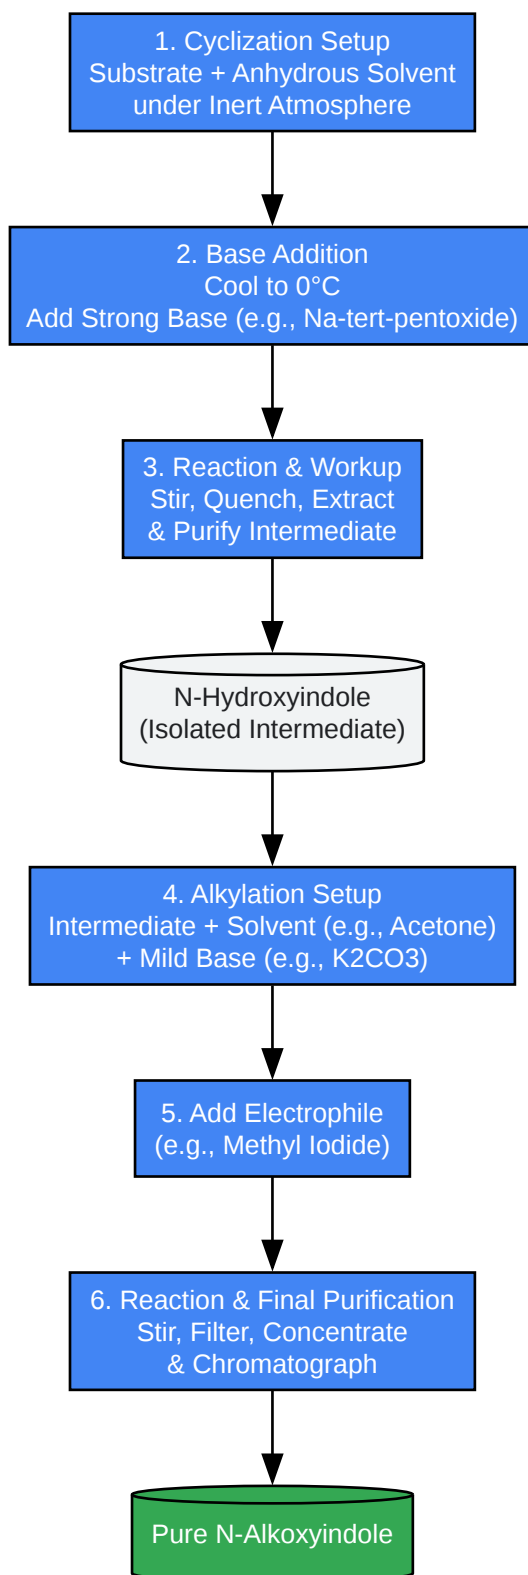 1. Cyclization Setup
Substrate + Anhydrous Solvent
under Inert Atmosphere
2. Base Addition
Cool to 0°C
Add Strong Base (e.g., Na-tert-pentoxide)
3. Reaction & Workup
Stir, Quench, Extract
& Purify Intermediate
N-Hydroxyindole
(Isolated Intermediate)
4. Alkylation Setup
Intermediate + Solvent (e.g., Acetone)
+ Mild Base (e.g., K2CO3)
5. Add Electrophile
(e.g., Methyl Iodide)
6. Reaction & Final Purification
Stir, Filter, Concentrate
& Chromatograph
Pure N-Alkoxyindole